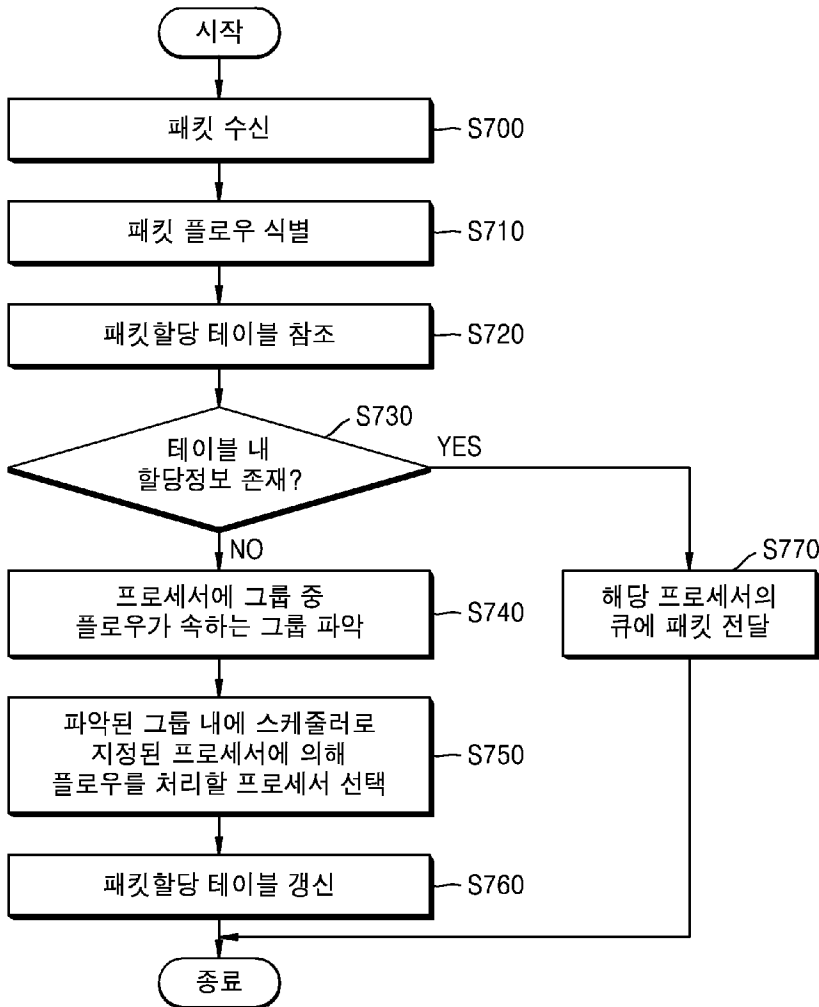 시작
패킷 수신
S700
패킷 플로우 식별
S710
패킷할당 테이블 참조
S720
S730
테이블 내
할당정보 존재?
YES
NO
프로세서에 그룹 중
플로우가 속하는 그룹 파악
S740
S770
해당 프로세서의
큐에 패킷 전달
파악된 그룹 내에 스케줄러로
지정된 프로세서에 의해
플로우를 처리할 프로세서 선택
S750
패킷할당 테이블 갱신
S760
종료